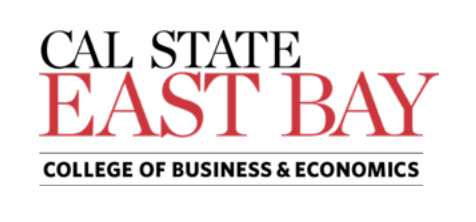 CAL STATE
EAST BAY
COLLEGE OF BUSINESS & ECONOMICS